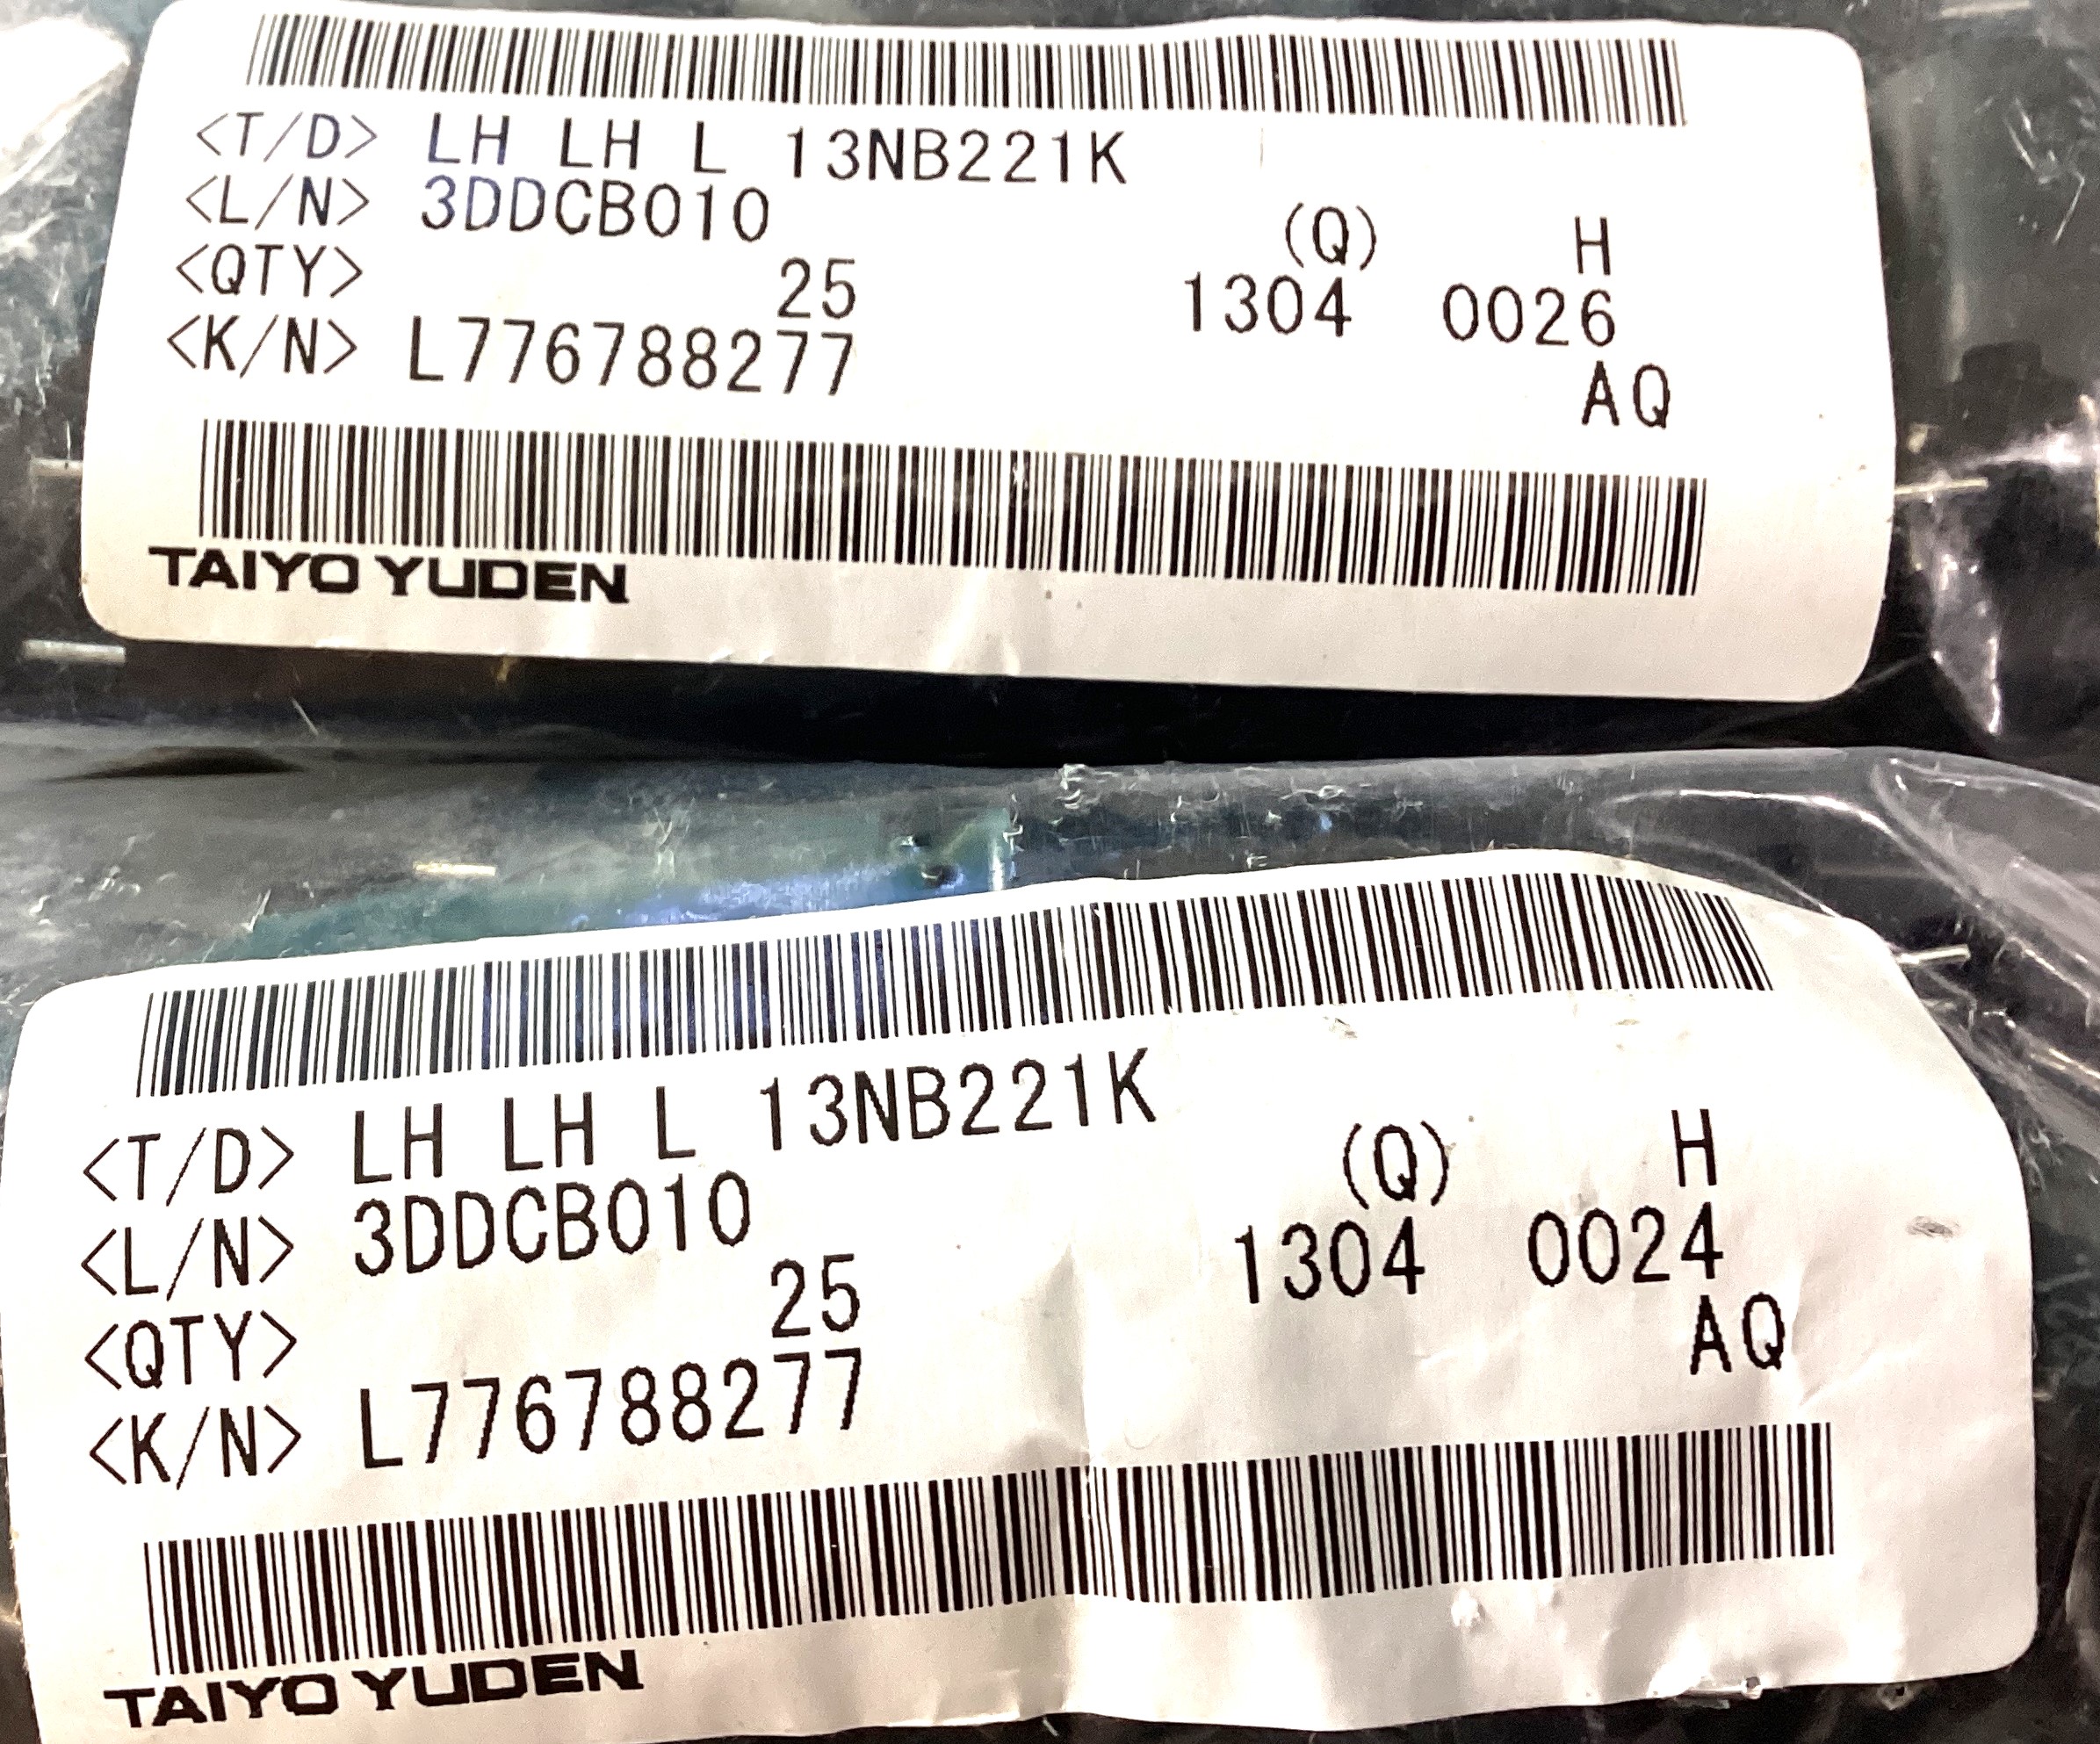 <T/D> LH LH L 13NB221K
<L/N> 3DDCB010 (Q) H
<QTY> 25 1304 0026
<K/N> L776788277 AQ
TAIYO YUDEN
<T/D> LH LH L 13NB221K
<L/N> 3DDCB010 (Q) H
<QTY> 25 1304 0024
<K/N> L776788277 AQ
TAIYO YUDEN